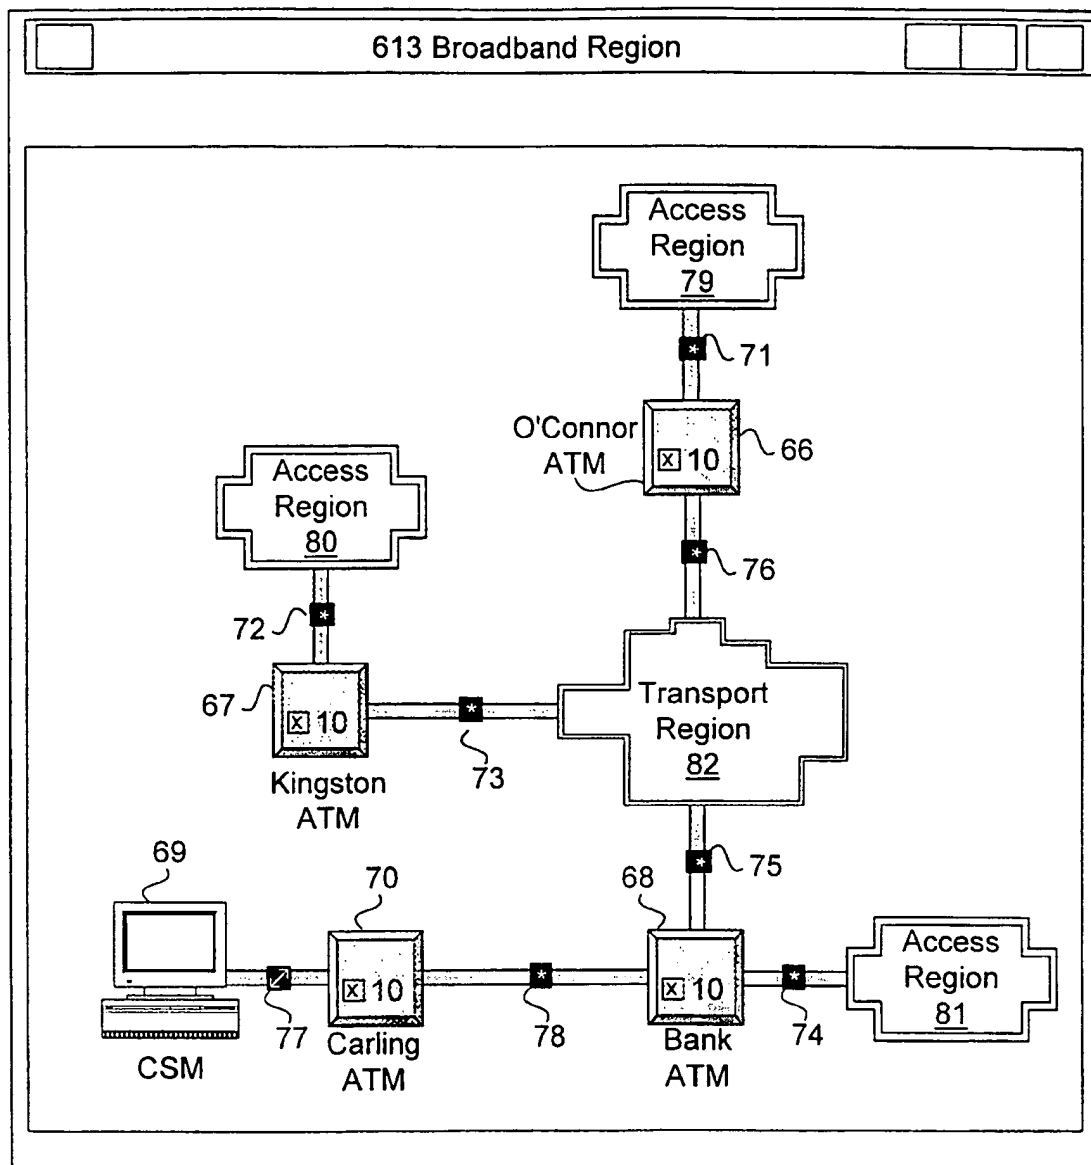 613 Broadband Region
Access
Region
79
* 71
O'Connor
ATM
x 10
66
Access
Region
80
* 76
72 *
67
x 10
Kingston
ATM
*
73
Transport
Region
82
* 75
69
70
68
Access
Region
81
CSM
77
x 10
Carling
ATM
*
78
x 10
Bank
ATM
*
74